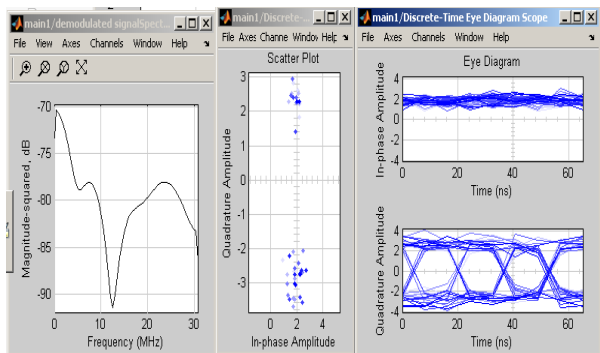 main1/demodulated signalSpect...
File View Axes Channels Window Help
Magnitude-squared, dB
-70
-75
-80
-85
-90
0 10 20 30
Frequency (MHz)
main1/Discrete-...
File Axes Channe Window Help
Scatter Plot
Quadrature Amplitude
3
2
1
0
-1
-2
-3
0 2 4
In-phase Amplitude
main1/Discrete-Time Eye Diagram Scope
File Axes Channels Window Help
Eye Diagram
In-phase Amplitude
4
2
0
-2
-4
0 20 40 60
Time (ns)
Quadrature Amplitude
4
2
0
-2
-4
0 20 40 60
Time (ns)